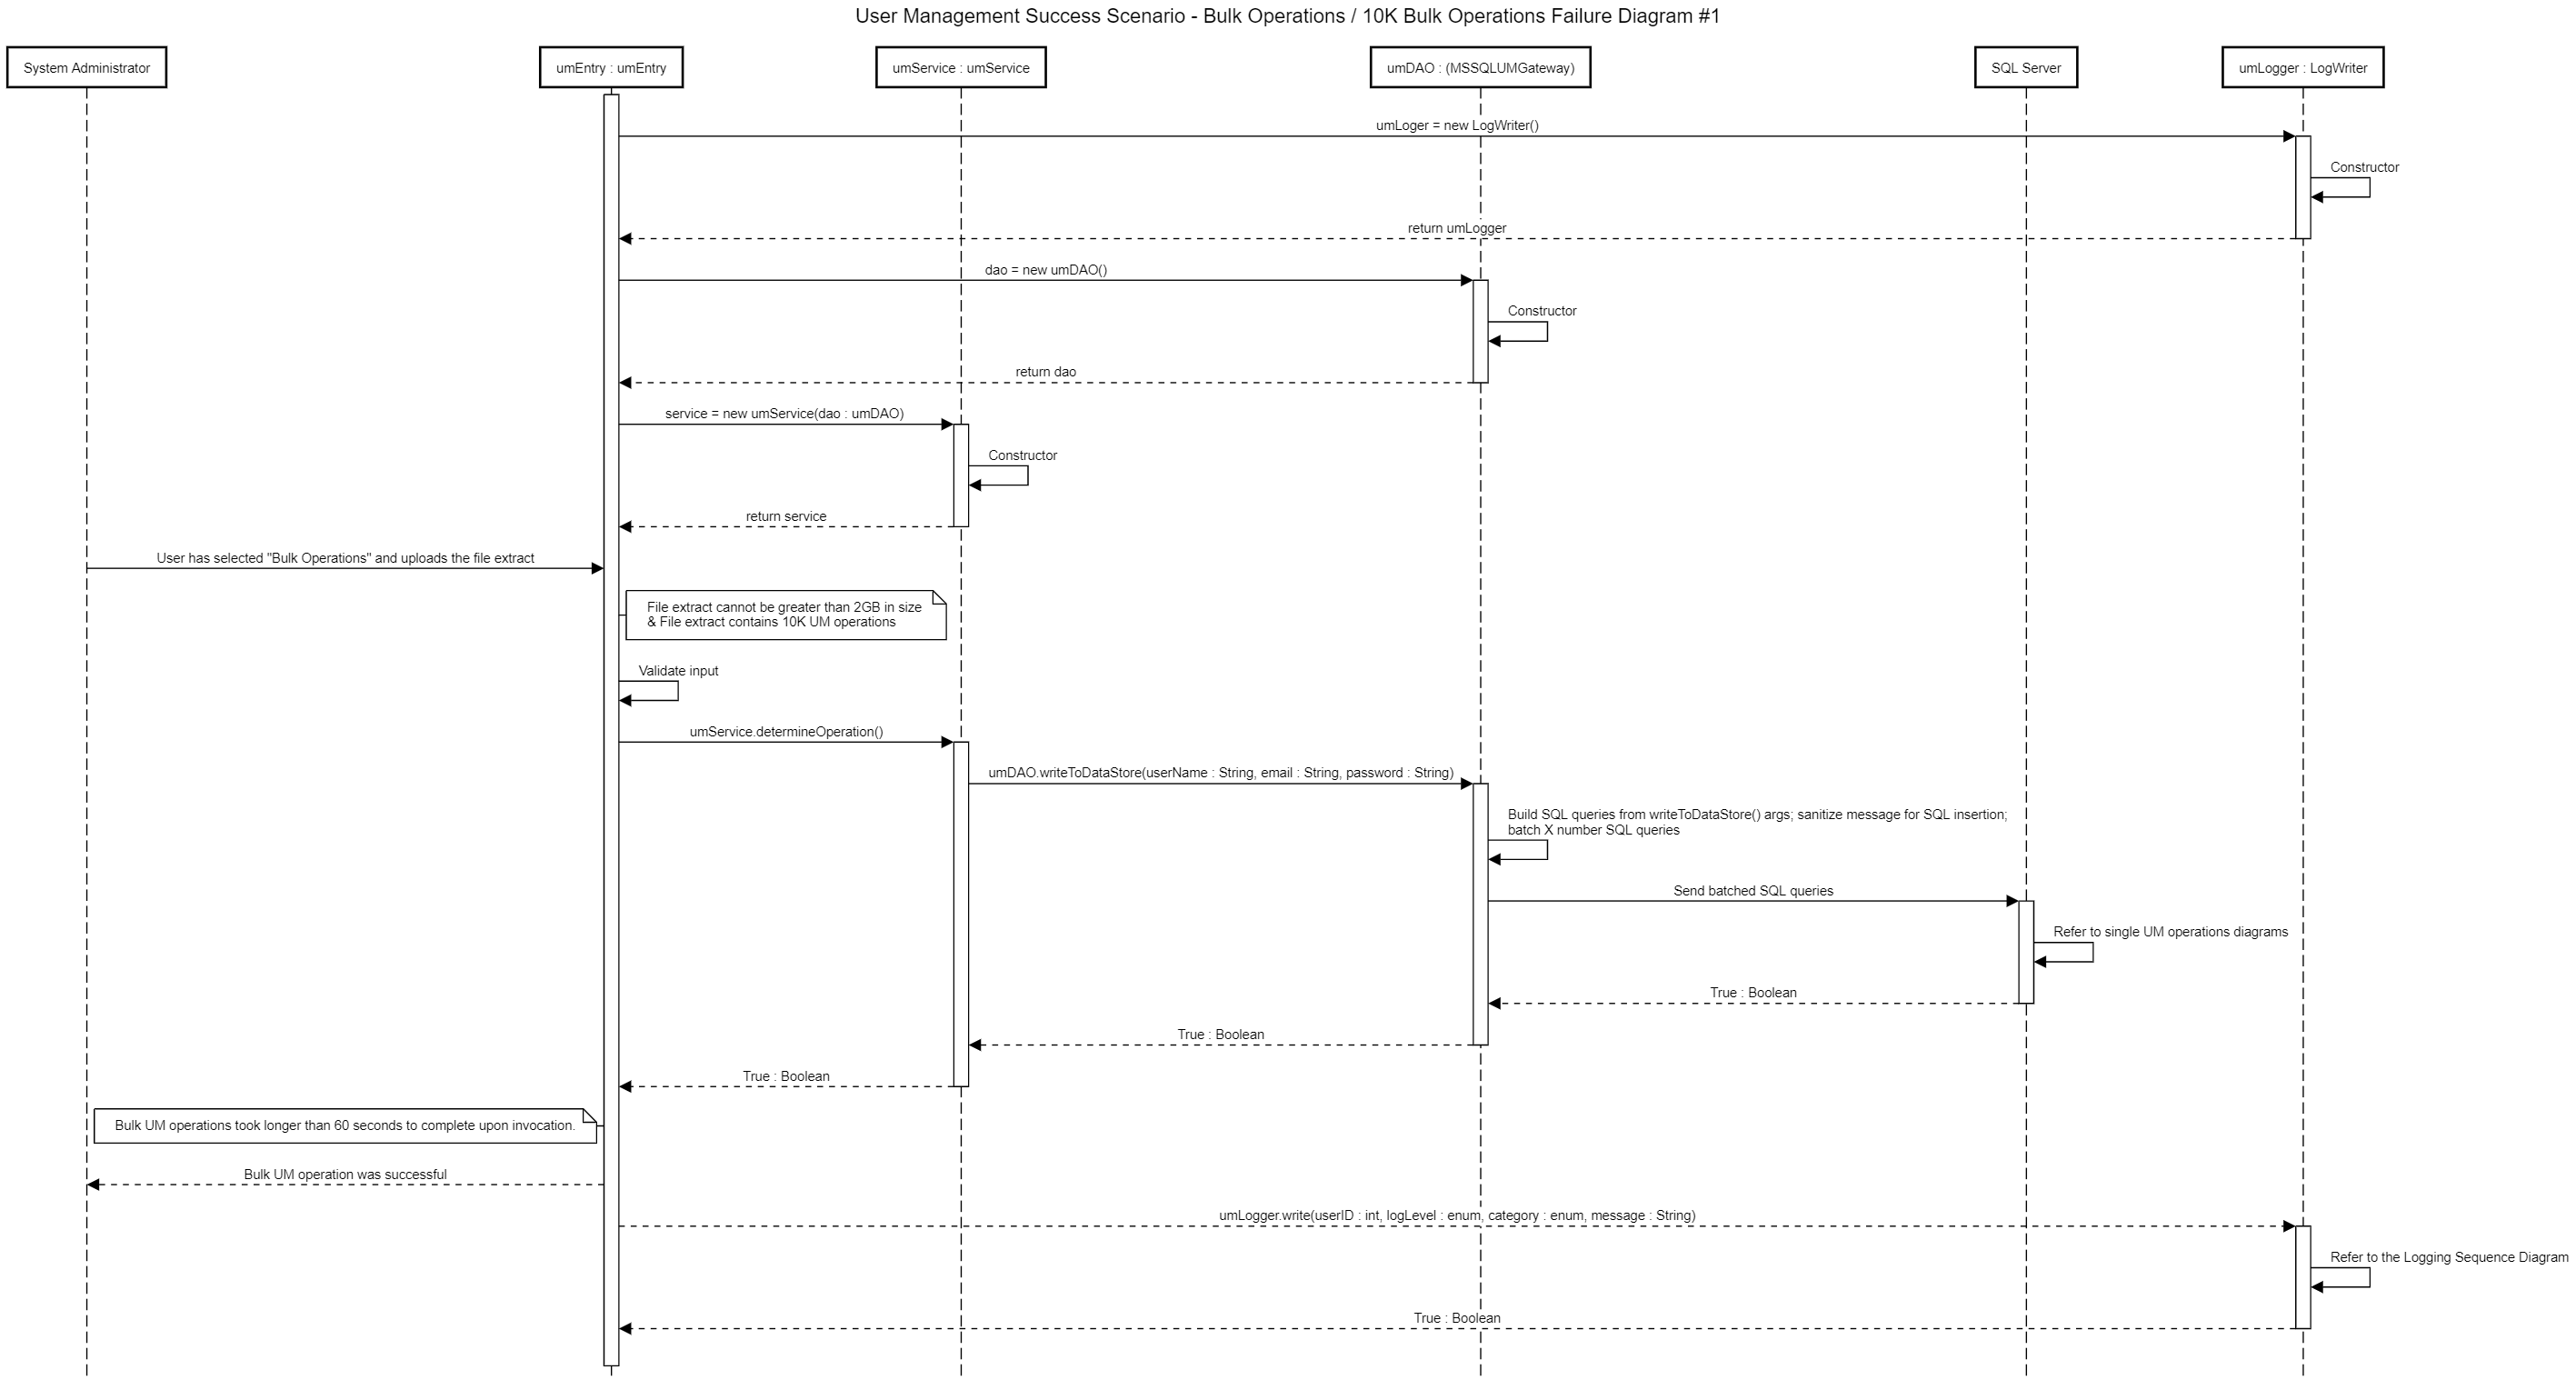 User Management Success Scenario - Bulk Operations / 10K Bulk Operations Failure Diagram #1
System Administrator
umEntry : umEntry
umService : umService
umDAO : (MSSQLUMGateway)
SQL Server
umLogger : LogWriter
umLoger = new LogWriter()
Constructor
return umLogger
dao = new umDAO()
Constructor
return dao
service = new umService(dao : umDAO)
Constructor
return service
User has selected "Bulk Operations" and uploads the file extract
File extract cannot be greater than 2GB in size
& File extract contains 10K UM operations
Validate input
umService.determineOperation()
umDAO.writeToDataStore(userName : String, email : String, password : String)
Build SQL queries from writeToDataStore() args; sanitize message for SQL insertion;
batch X number SQL queries
Send batched SQL queries
Refer to single UM operations diagrams
True : Boolean
True : Boolean
True : Boolean
Bulk UM operations took longer than 60 seconds to complete upon invocation.
Bulk UM operation was successful
umLogger.write(userID : int, logLevel : enum, category : enum, message : String)
Refer to the Logging Sequence Diagram
True : Boolean